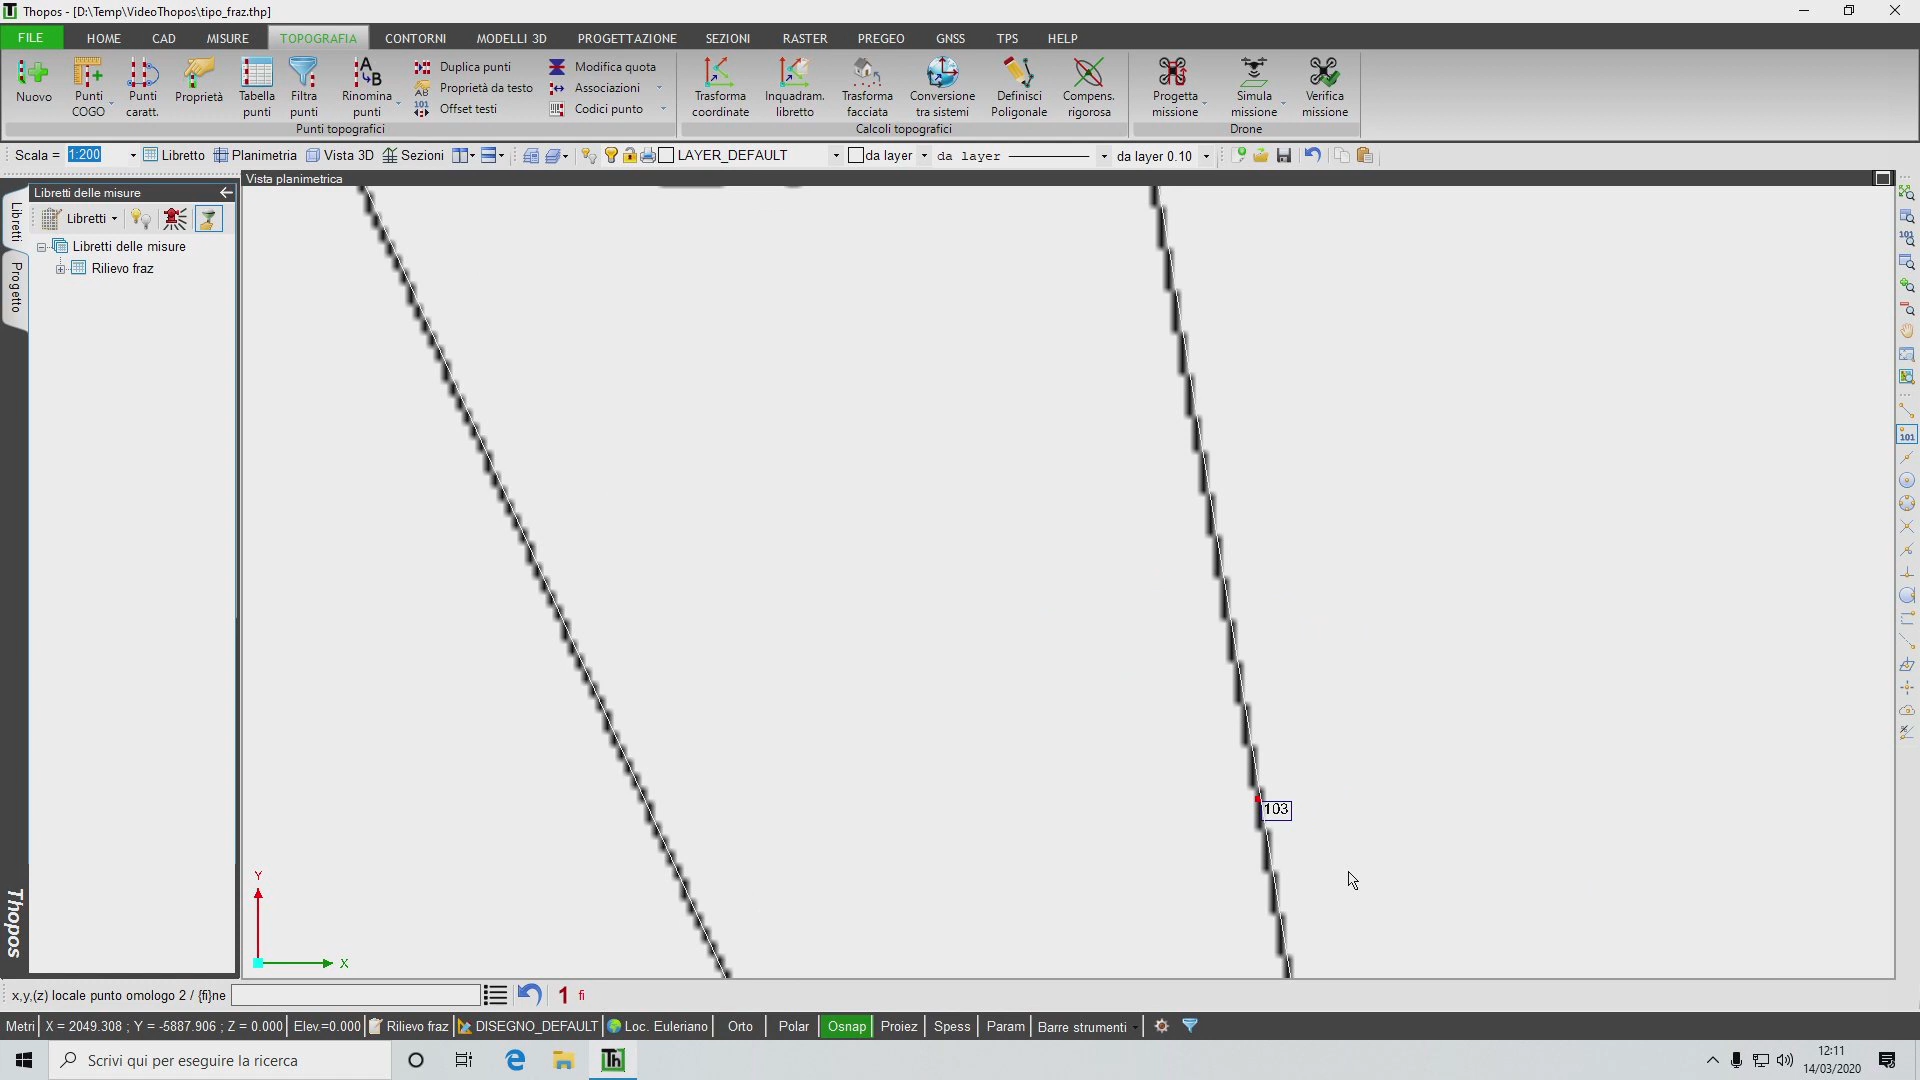 Thopos - [D:\Temp\VideoThopos\tipo_fraz.thp]
FILE HOME CAD MISURE TOPOGRAFIA CONTORNI MODELLI 3D PROGETTAZIONE SEZIONI RASTER PREGEO GNSS TPS HELP
Nuovo
Punti COGO
Punti caratt.
Proprietà
Tabella punti
Filtra punti
Rinomina punti
Duplica punti
Proprietà da testo
Offset testi
Modifica quota
Associazioni
Codici punto
Trasforma coordinate
Inquadram. libretto
Trasforma facciata
Conversione tra sistemi
Definisci Poligonale
Compens. rigorosa
Progetta missione
Simula missione
Verifica missione
Punti topografici
Calcoli topografici
Drone
Scala = 1:200 Libretto Planimetria Vista 3D Sezioni LAYER_DEFAULT da layer da layer da layer 0.10
Libretti delle misure
Vista planimetrica
Libretti
Libretti
Progetto
Libretti delle misure
Rilievo fraz
101
101
103
Y
X
Thopos
x,y,(z) locale punto omologo 2 / {fi}ne 1 fi
Metri X = 2049.308 ; Y = -5887.906 ; Z = 0.000 Elev.=0.000 Rilievo fraz DISEGNO_DEFAULT Loc. Euleriano Orto Polar Osnap Proiez Spess Param Barre strumenti
Scrivi qui per eseguire la ricerca
Th
12:11
14/03/2020